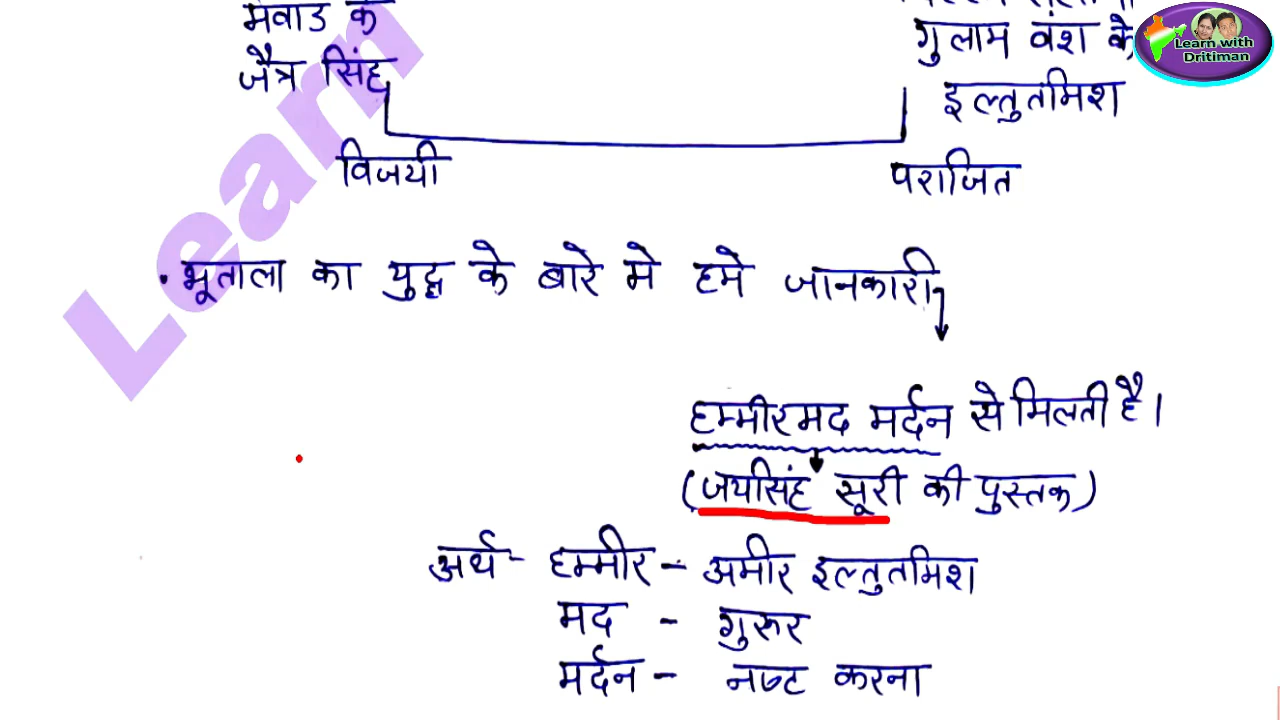 मेवाड के
गुलाम वंश के
जैत्र सिंह
इल्तुतमिश
विजयी
पराजित
Learn with
Dritiman
Learn
• भूताला का युद्ध के बारे मे हमे जानकारी
हम्मीरमद मर्दन से मिलती है।
(जयसिंह सूरी की पुस्तक)
अर्थ - हम्मीर - अमीर इल्तुतमिश
मद - गुरुर
मर्दन - नष्ट करना